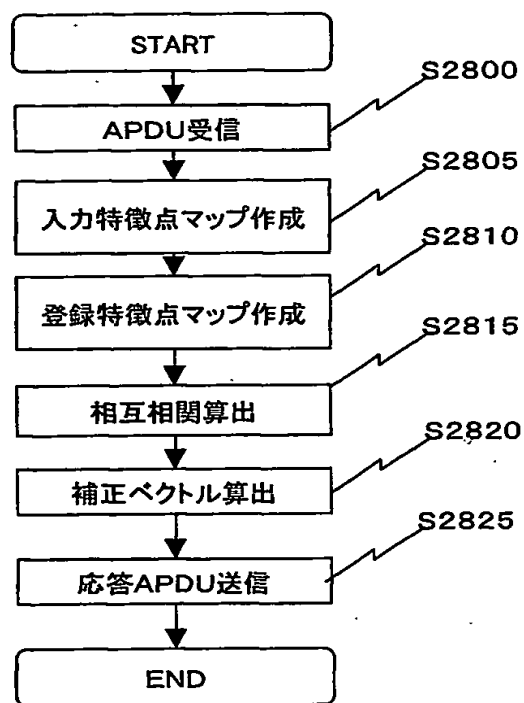 START
S2800
APDU受信
S2805
入力特徴点マップ作成
S2810
登録特徴点マップ作成
S2815
相互相関算出
S2820
補正ベクトル算出
S2825
応答APDU送信
END